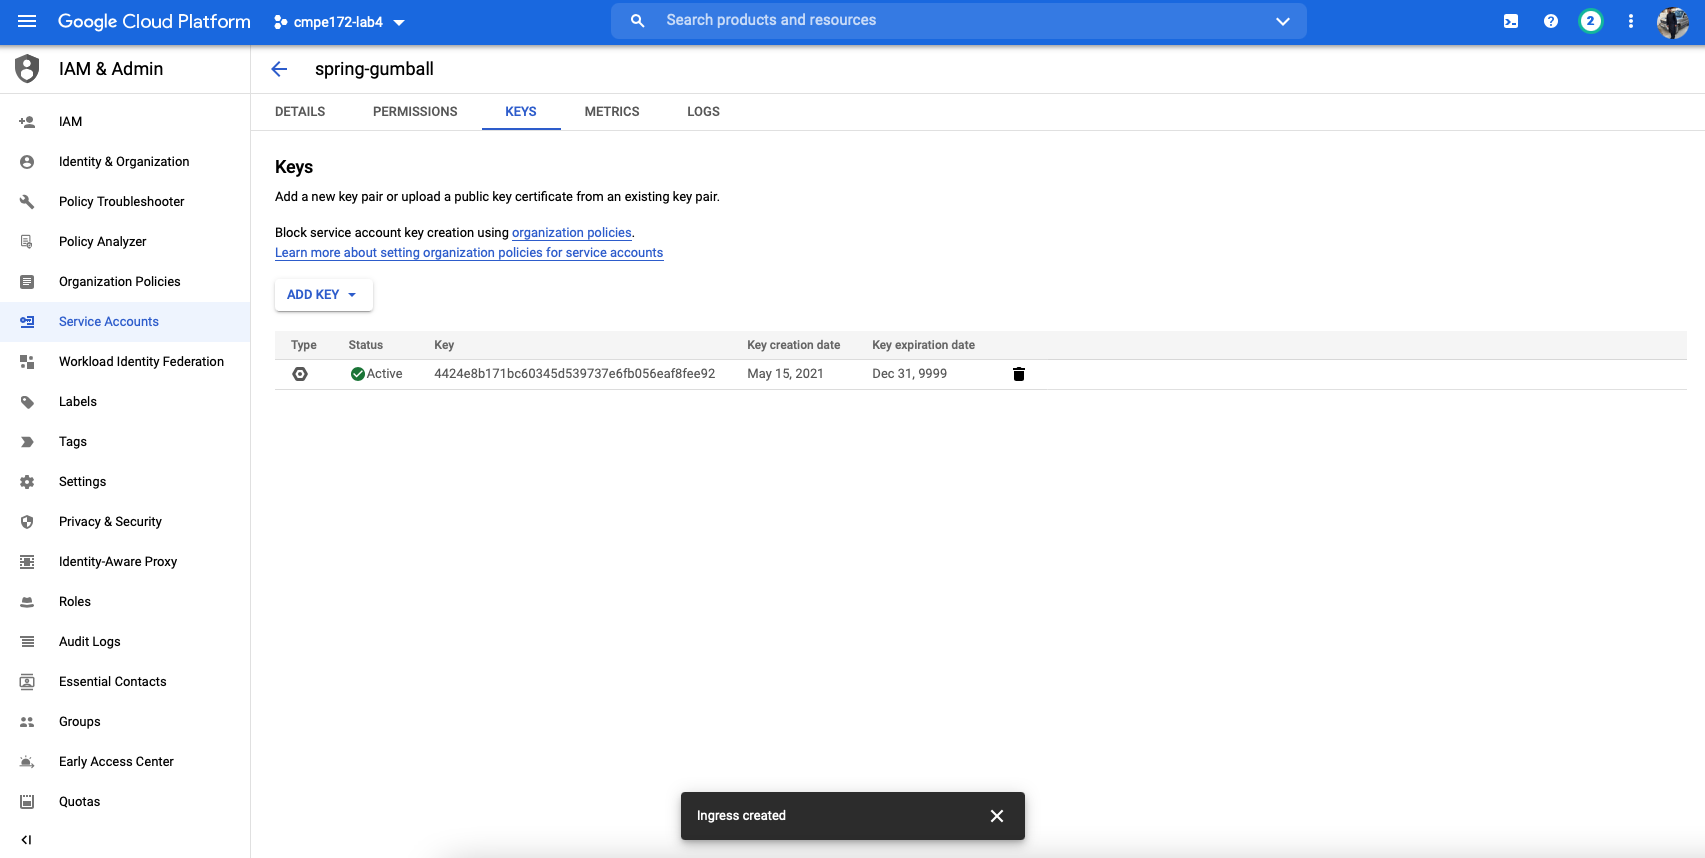 Google Cloud Platform
cmpe172-lab4
Search products and resources
2
IAM & Admin
spring-gumball
DETAILS PERMISSIONS KEYS METRICS LOGS
IAM
Identity & Organization
Policy Troubleshooter
Policy Analyzer
Organization Policies
Service Accounts
Workload Identity Federation
Labels
Tags
Settings
Privacy & Security
Identity-Aware Proxy
Roles
Audit Logs
Essential Contacts
Groups
Early Access Center
Quotas
Keys
Add a new key pair or upload a public key certificate from an existing key pair.
Block service account key creation using organization policies.
Learn more about setting organization policies for service accounts
ADD KEY
Type Status Key Key creation date Key expiration date
Active 4424e8b171bc60345d539737e6fb056eaf8fee92 May 15, 2021 Dec 31, 9999
Ingress created